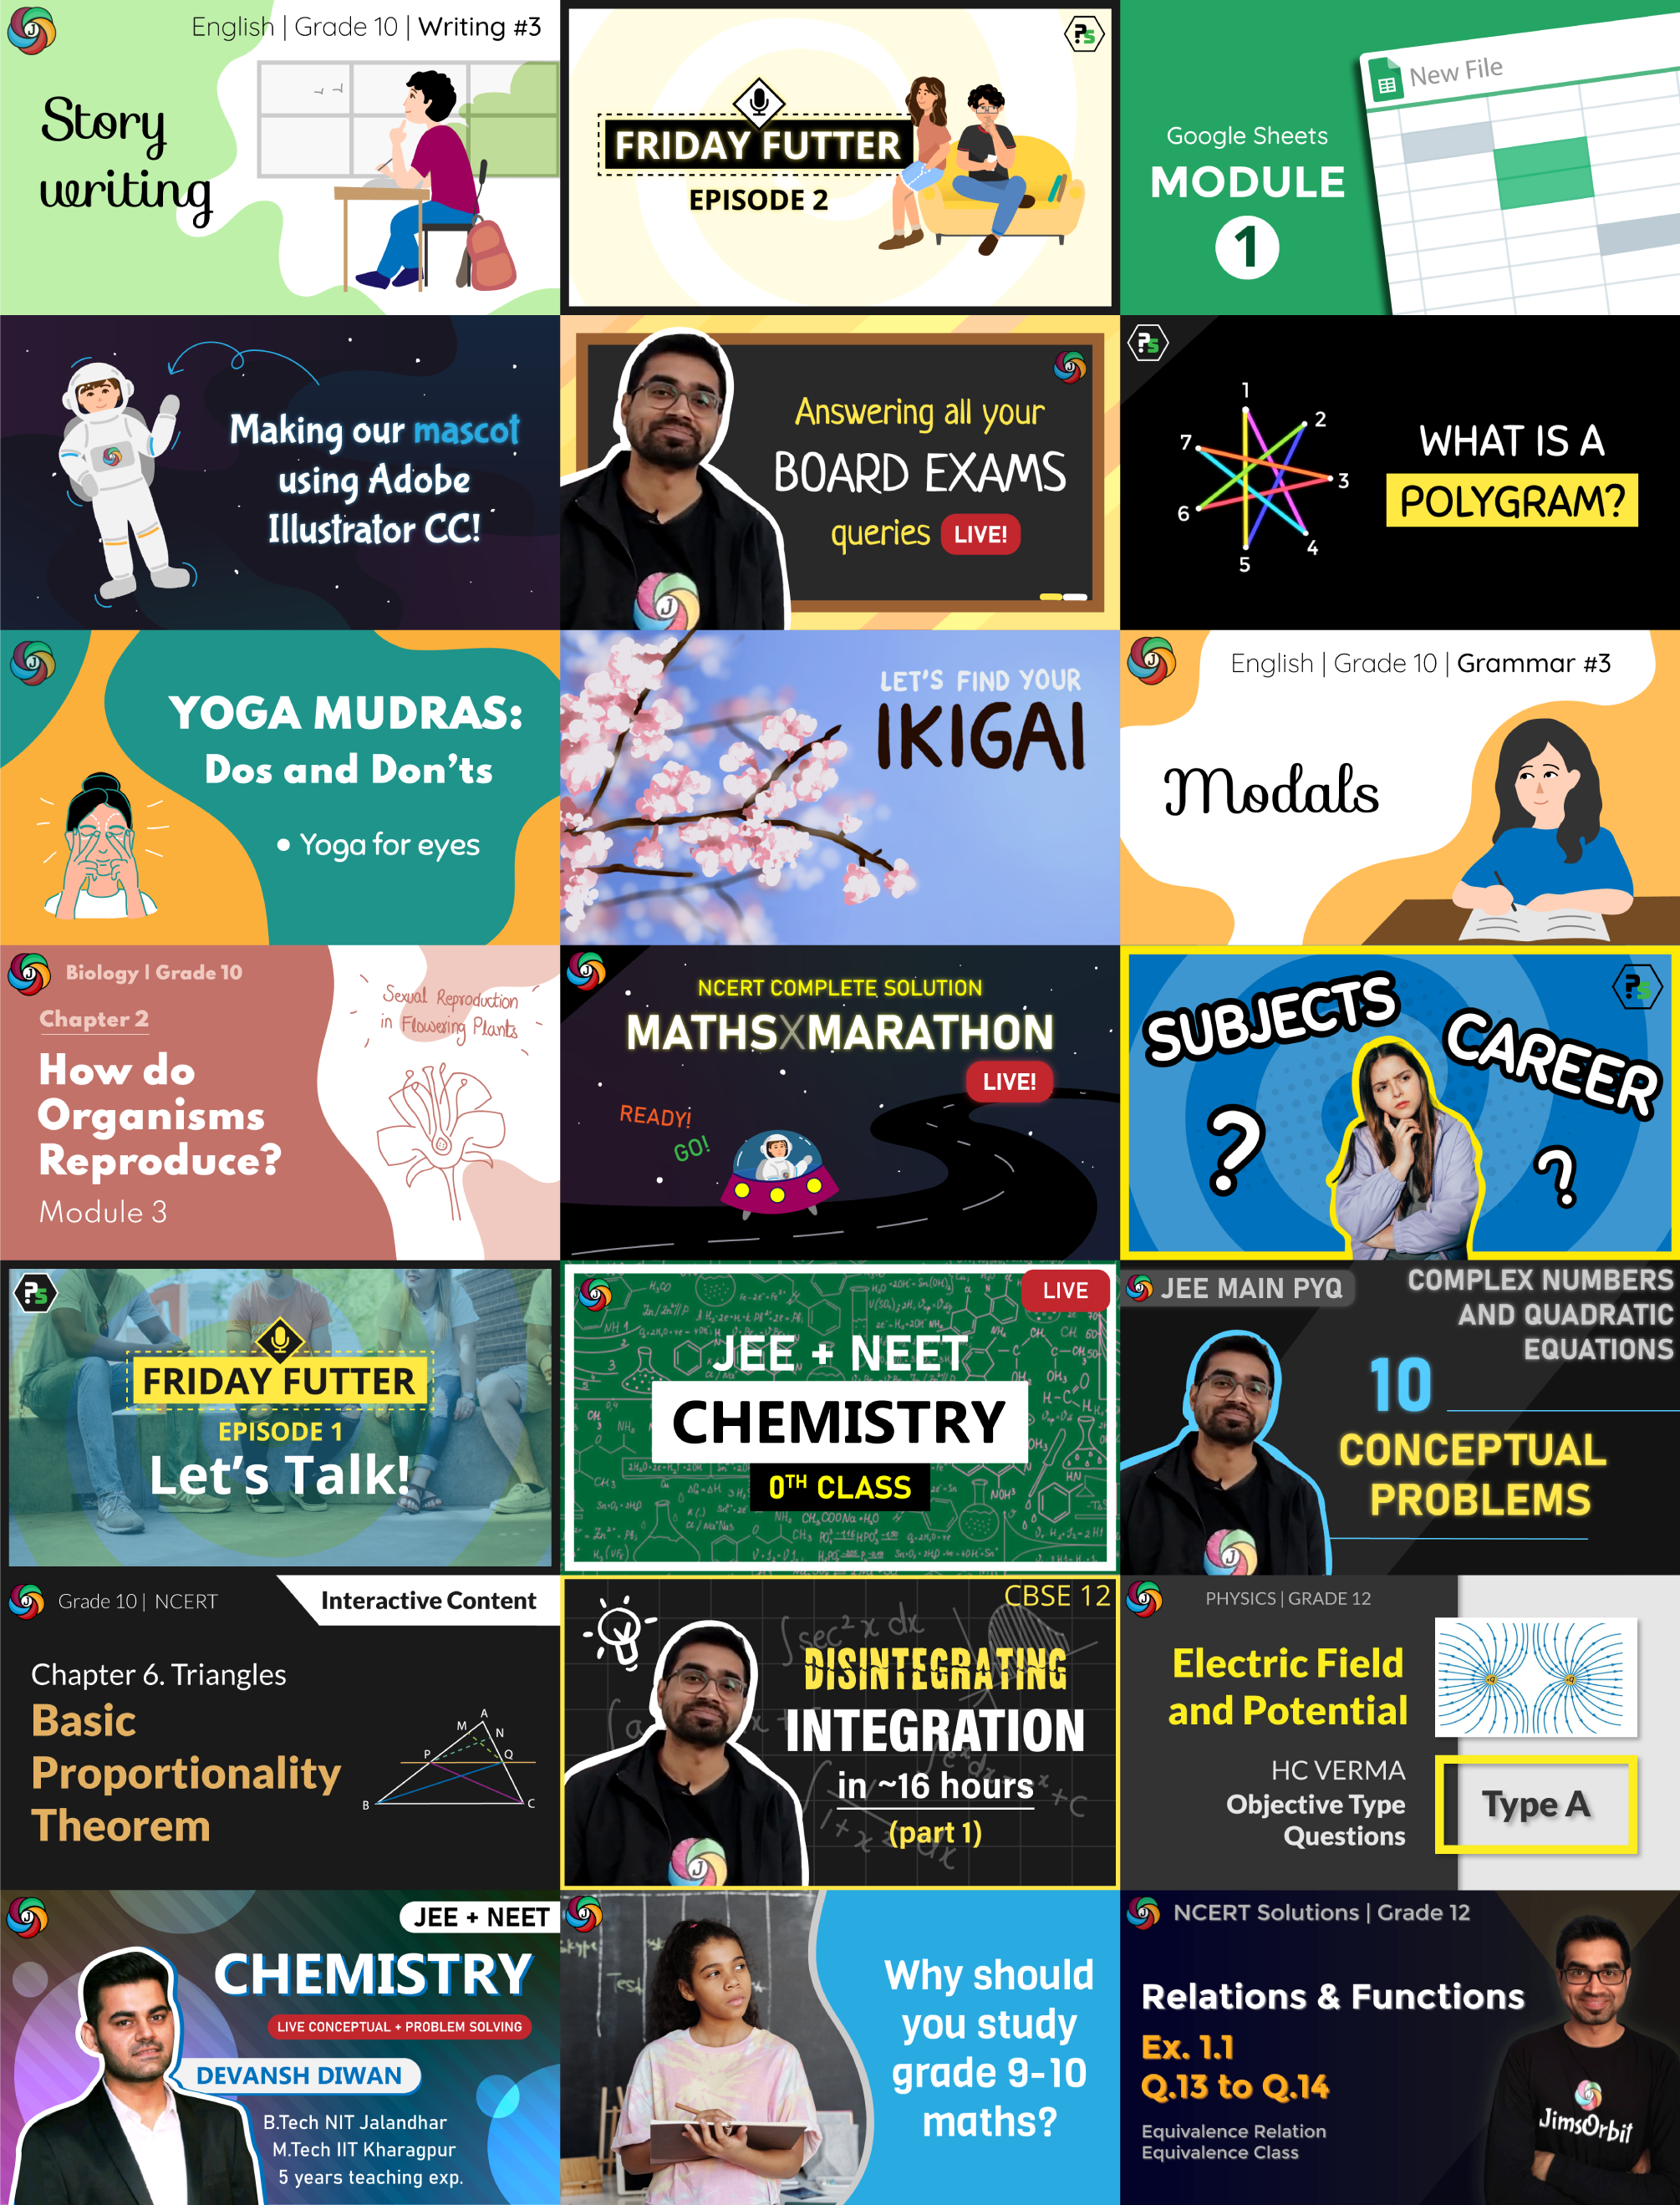 English | Grade 10 | Writing #3
Story
writing
FRIDAY FUTTER
EPISODE 2
New File
Google Sheets
MODULE
1
Making our mascot
using Adobe
Illustrator CC!
Answering all your
BOARD EXAMS
queries LIVE!
1
2
3
4
5
6
7
WHAT IS A
POLYGRAM?
YOGA MUDRAS:
Dos and Don'ts
• Yoga for eyes
LET'S FIND YOUR
IKIGAI
English | Grade 10 | Grammar #3
Modals
Biology | Grade 10
Chapter 2
How do
Organisms
Reproduce?
Module 3
Sexual Reproduction
in Flowering Plants
NCERT COMPLETE SOLUTION
MATHSXMARATHON
LIVE!
READY!
GO!
SUBJECTS
CAREER
?
?
FRIDAY FUTTER
EPISODE 1
Let's Talk!
LIVE
JEE + NEET
CHEMISTRY
0TH CLASS
JEE MAIN PYQ
COMPLEX NUMBERS
AND QUADRATIC
EQUATIONS
10
CONCEPTUAL
PROBLEMS
Grade 10 | NCERT
Interactive Content
Chapter 6. Triangles
Basic
Proportionality
Theorem
A
M
N
P
Q
B
C
CBSE 12
DISINTEGRATING
INTEGRATION
in ~16 hours
(part 1)
PHYSICS | GRADE 12
Electric Field
and Potential
HC VERMA
Objective Type
Questions
Type A
JEE + NEET
CHEMISTRY
LIVE CONCEPTUAL + PROBLEM SOLVING
DEVANSH DIWAN
B.Tech NIT Jalandhar
M.Tech IIT Kharagpur
5 years teaching exp.
Why should
you study
grade 9-10
maths?
NCERT Solutions | Grade 12
Relations & Functions
Ex. 1.1
Q.13 to Q.14
Equivalence Relation
Equivalence Class
JimsOrbit